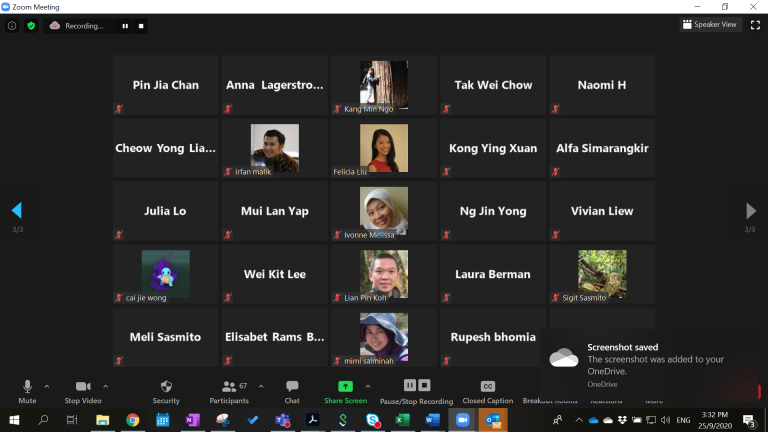 Zoom Meeting
Recording...
Speaker View
Pin Jia Chan
Anna Lagerstro...
Kang Min Ngo
Tak Wei Chow
Naomi H
Cheow Yong Lia...
irfan malik
Felicia Liu
Kong Ying Xuan
Alfa Simarangkir
Julia Lo
Mui Lan Yap
Ivonne Melissa
Ng Jin Yong
Vivian Liew
3/3
3/3
cai jie wong
Wei Kit Lee
Lian Pin Koh
Laura Berman
Sigit Sasmito
Meli Sasmito
Elisabet Rams B...
mimi salminah
Rupesh bhomia
Screenshot saved
The screenshot was added to your
OneDrive.
OneDrive
Mute
Stop Video
Security
Participants
67
Chat
Share Screen
Pause/Stop Recording
CC
Closed Caption
Breakout Rooms
Reactions
More
ENG
3:32 PM
25/9/2020
3